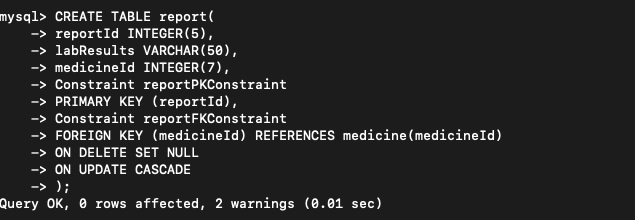 mysql> CREATE TABLE report(
    -> reportId INTEGER(5),
    -> labResults VARCHAR(50),
    -> medicineId INTEGER(7),
    -> Constraint reportPKConstraint
    -> PRIMARY KEY (reportId),
    -> Constraint reportFKConstraint
    -> FOREIGN KEY (medicineId) REFERENCES medicine(medicineId)
    -> ON DELETE SET NULL
    -> ON UPDATE CASCADE
    -> );
Query OK, 0 rows affected, 2 warnings (0.01 sec)